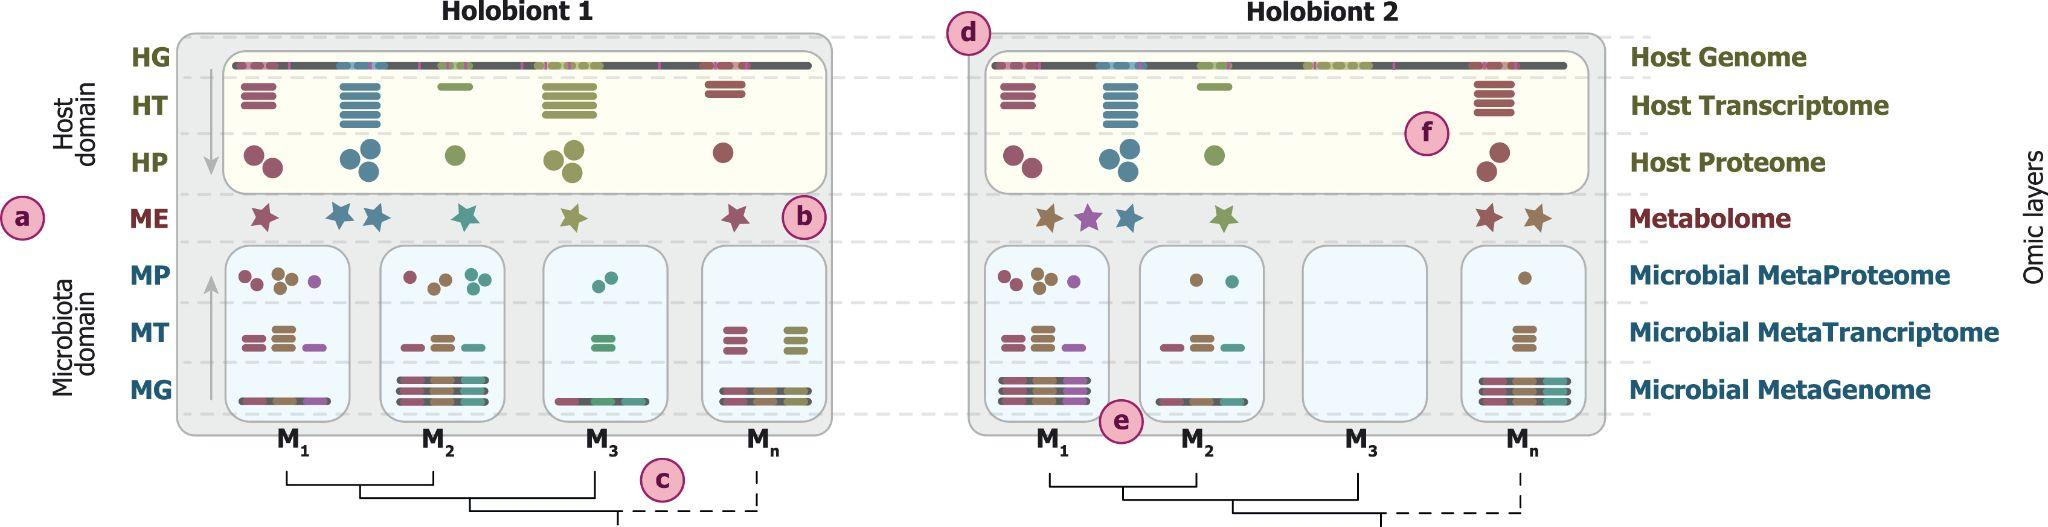 Holobiont 1
Holobiont 2
d
HG
Host Genome
Host
domain
HT
Host Transcriptome
f
HP
Host Proteome
a
ME
b
Metabolome
Omic layers
MP
Microbial MetaProteome
Microbiota
domain
MT
Microbial MetaTrancriptome
MG
Microbial MetaGenome
e
M1 M2 M3 Mn
M1 M2 M3 Mn
c